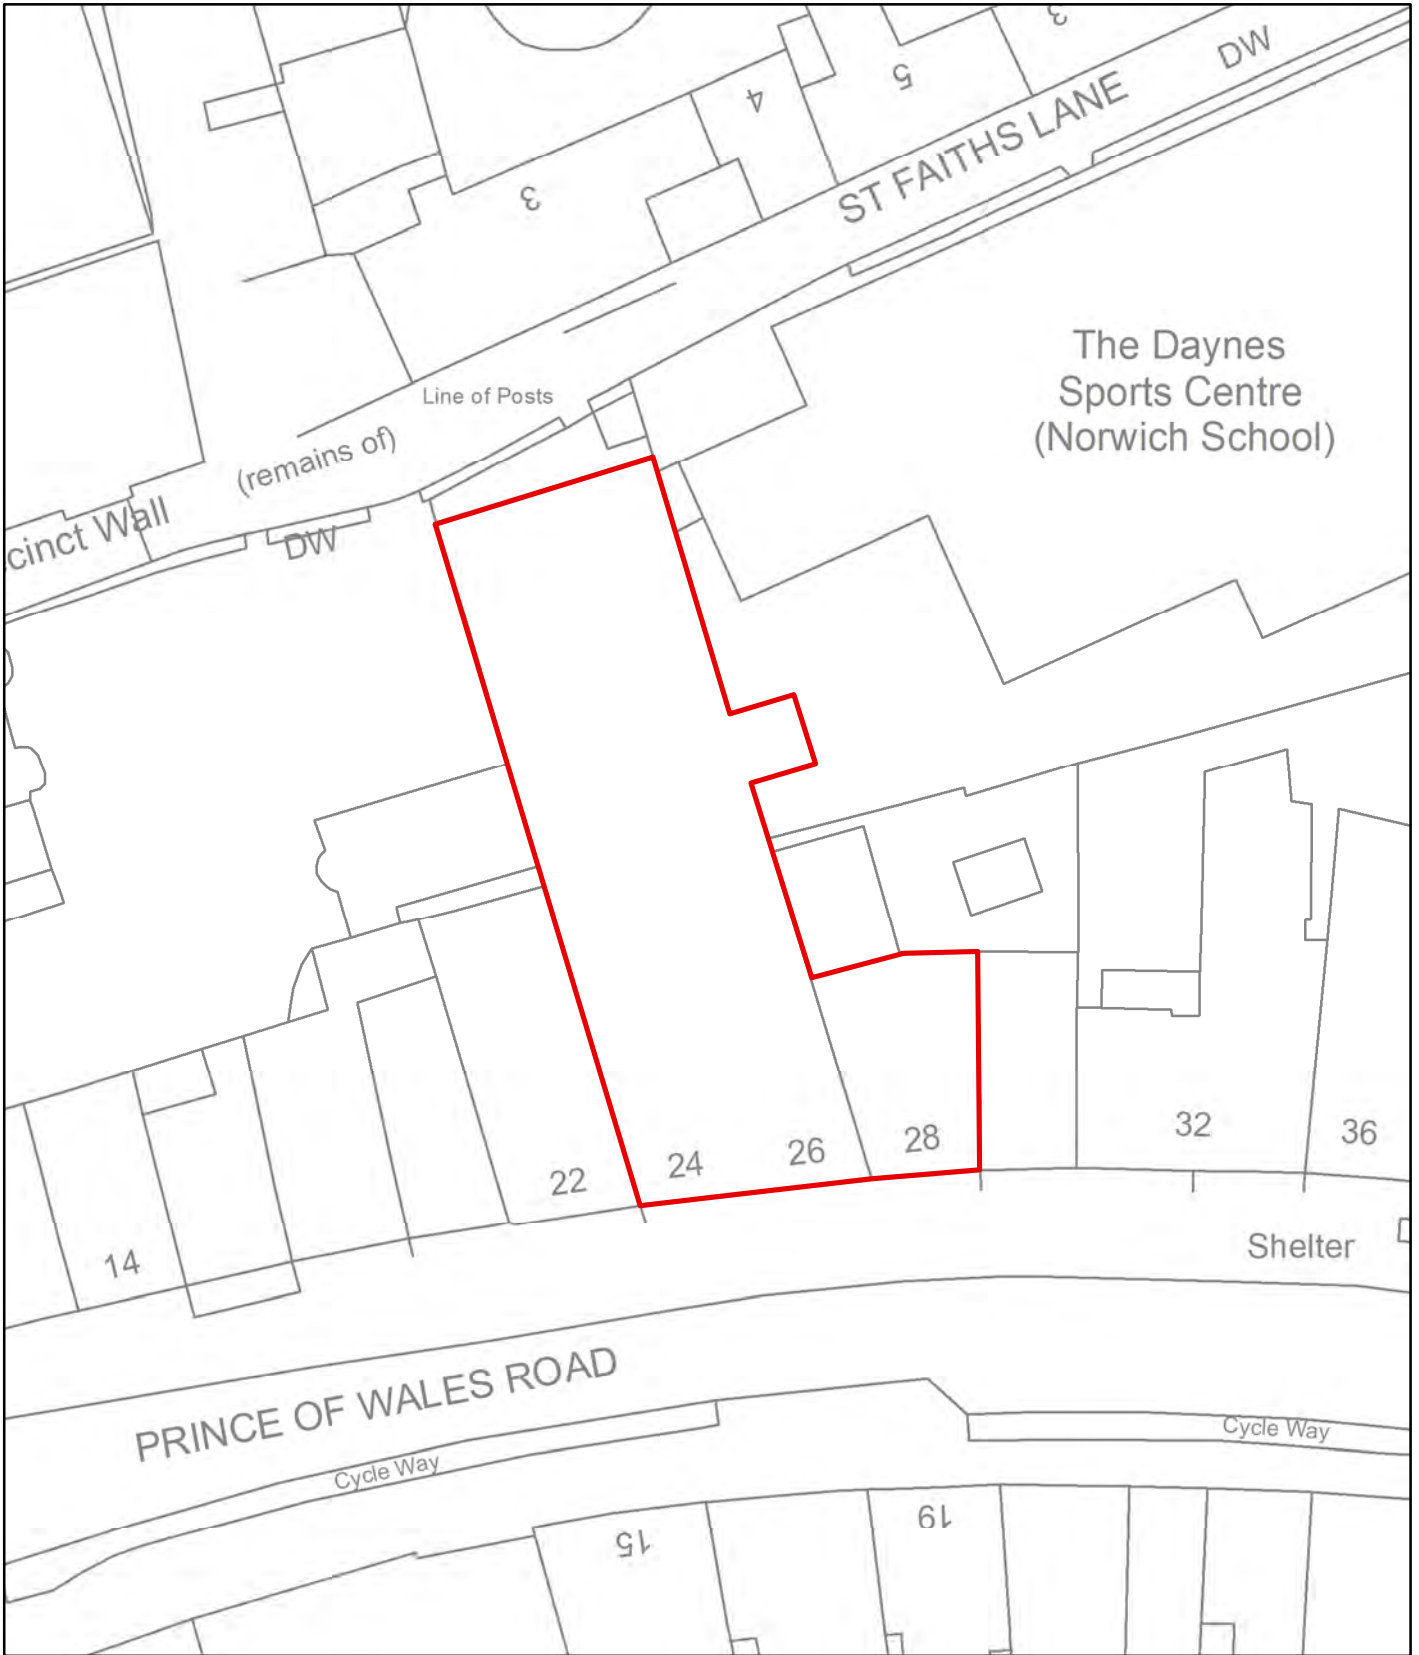 3
DW
5
4
ST FAITHS LANE
3
The Daynes
Sports Centre
(Norwich School)
Line of Posts
(remains of)
cinct Wall
DW
32
36
28
26
24
22
14
Shelter
PRINCE OF WALES ROAD
Cycle Way
Cycle Way
19
15